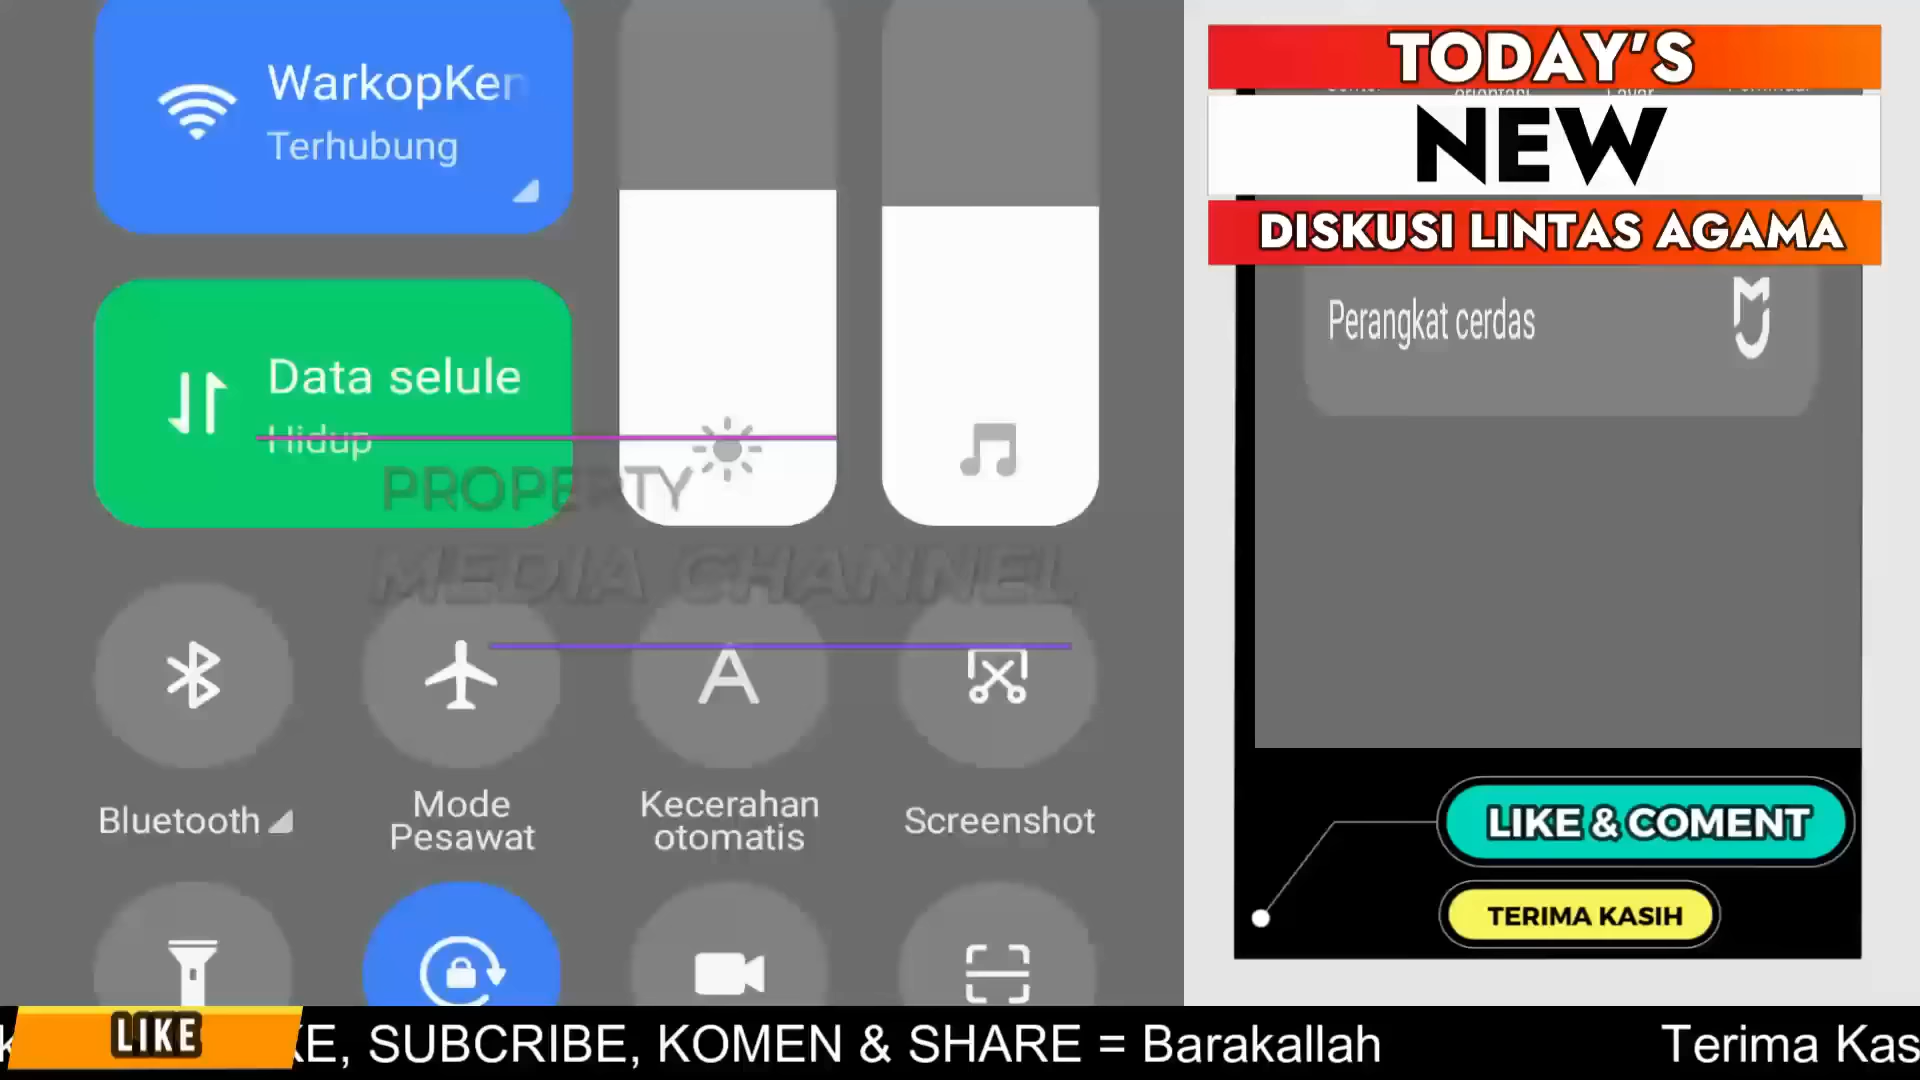 WarkopKen
Terhubung
Data selule
Hidup
PROPERTY
MEDIA CHANNEL
Bluetooth
Mode
Pesawat
Kecerahan
otomatis
Screenshot
TODAY'S
NEW
DISKUSI LINTAS AGAMA
Perangkat cerdas
LIKE & COMENT
TERIMA KASIH
LIKE
KE, SUBCRIBE, KOMEN & SHARE = Barakallah
Terima Kas